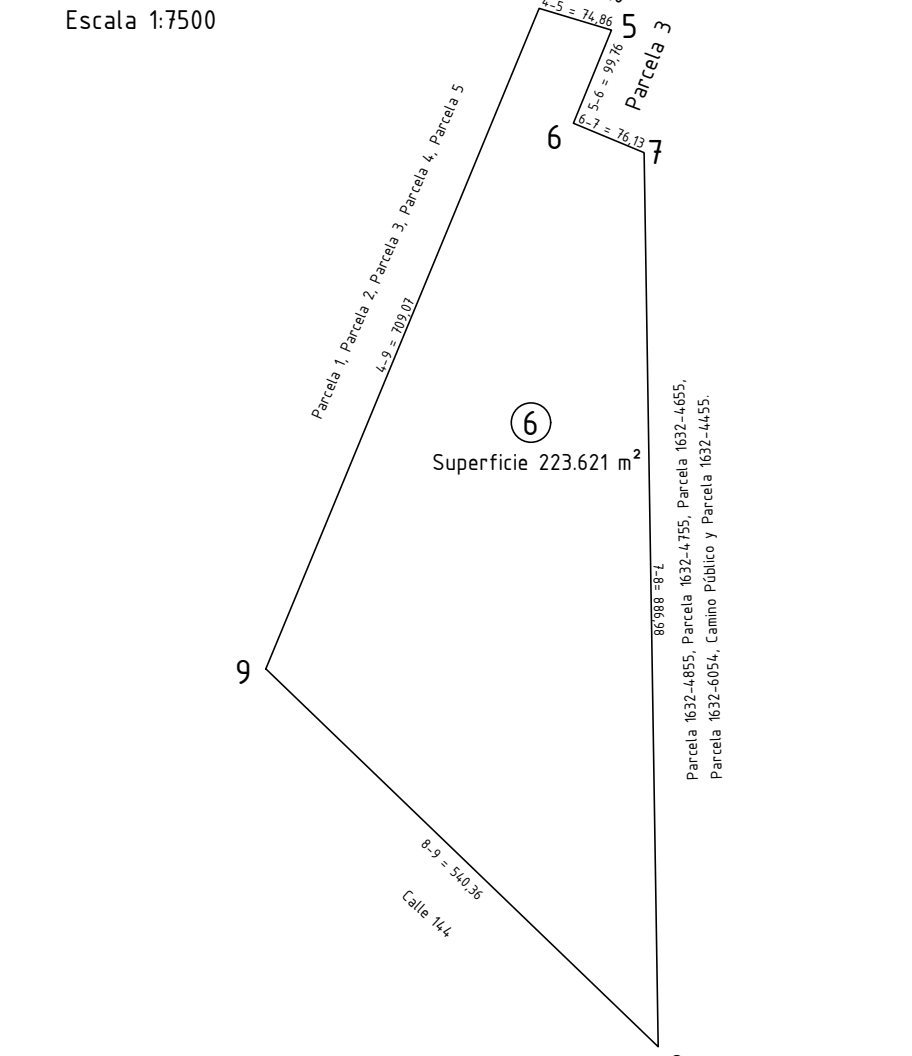 Escala 1:7500
4-5 = 74,86
5
5-6 = 99,76
Parcela 3
6
6-7 = 76,13
7
Parcela 1, Parcela 2, Parcela 3, Parcela 4, Parcela 5
4-9 = 709,07
6
Superficie 223.621 m²
7-8= 886,98
Parcela 1632-4855, Parcela 1632-4755, Parcela 1632-4655,
Parcela 1632-6054, Camino Público y Parcela 1632-4455.
9
8-9 = 540,36
Calle 144